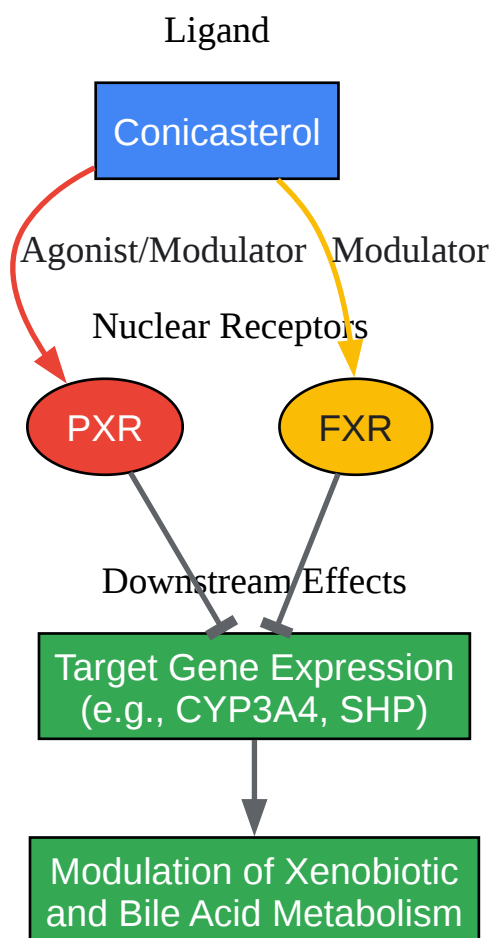 Ligand
Conicasterol
Agonist/Modulator
Modulator
Nuclear Receptors
PXR
FXR
Downstream Effects
Target Gene Expression
(e.g., CYP3A4, SHP)
Modulation of Xenobiotic
and Bile Acid Metabolism